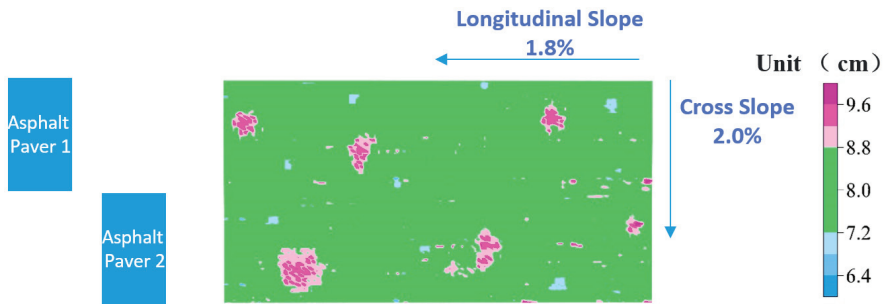 Longitudinal Slope
1.8%
Unit （ cm）
Asphalt
Paver 1
Cross Slope
2.0%
9.6
8.8
8.0
7.2
6.4
Asphalt
Paver 2